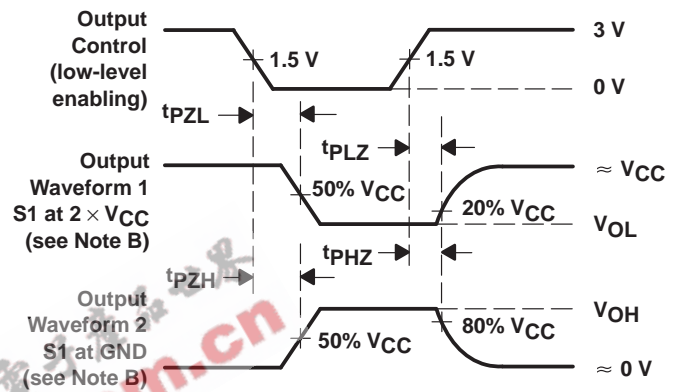 Output
Control
(low-level
enabling)
3 V
1.5 V
1.5 V
0 V
tPZL
tPLZ
Output
Waveform 1
S1 at 2 × VCC
(see Note B)
50% VCC
20% VCC
≈ VCC
VOL
tPZH
tPHZ
Output
Waveform 2
S1 at GND
(see Note B)
50% VCC
80% VCC
VOH
≈ 0 V
m.cn